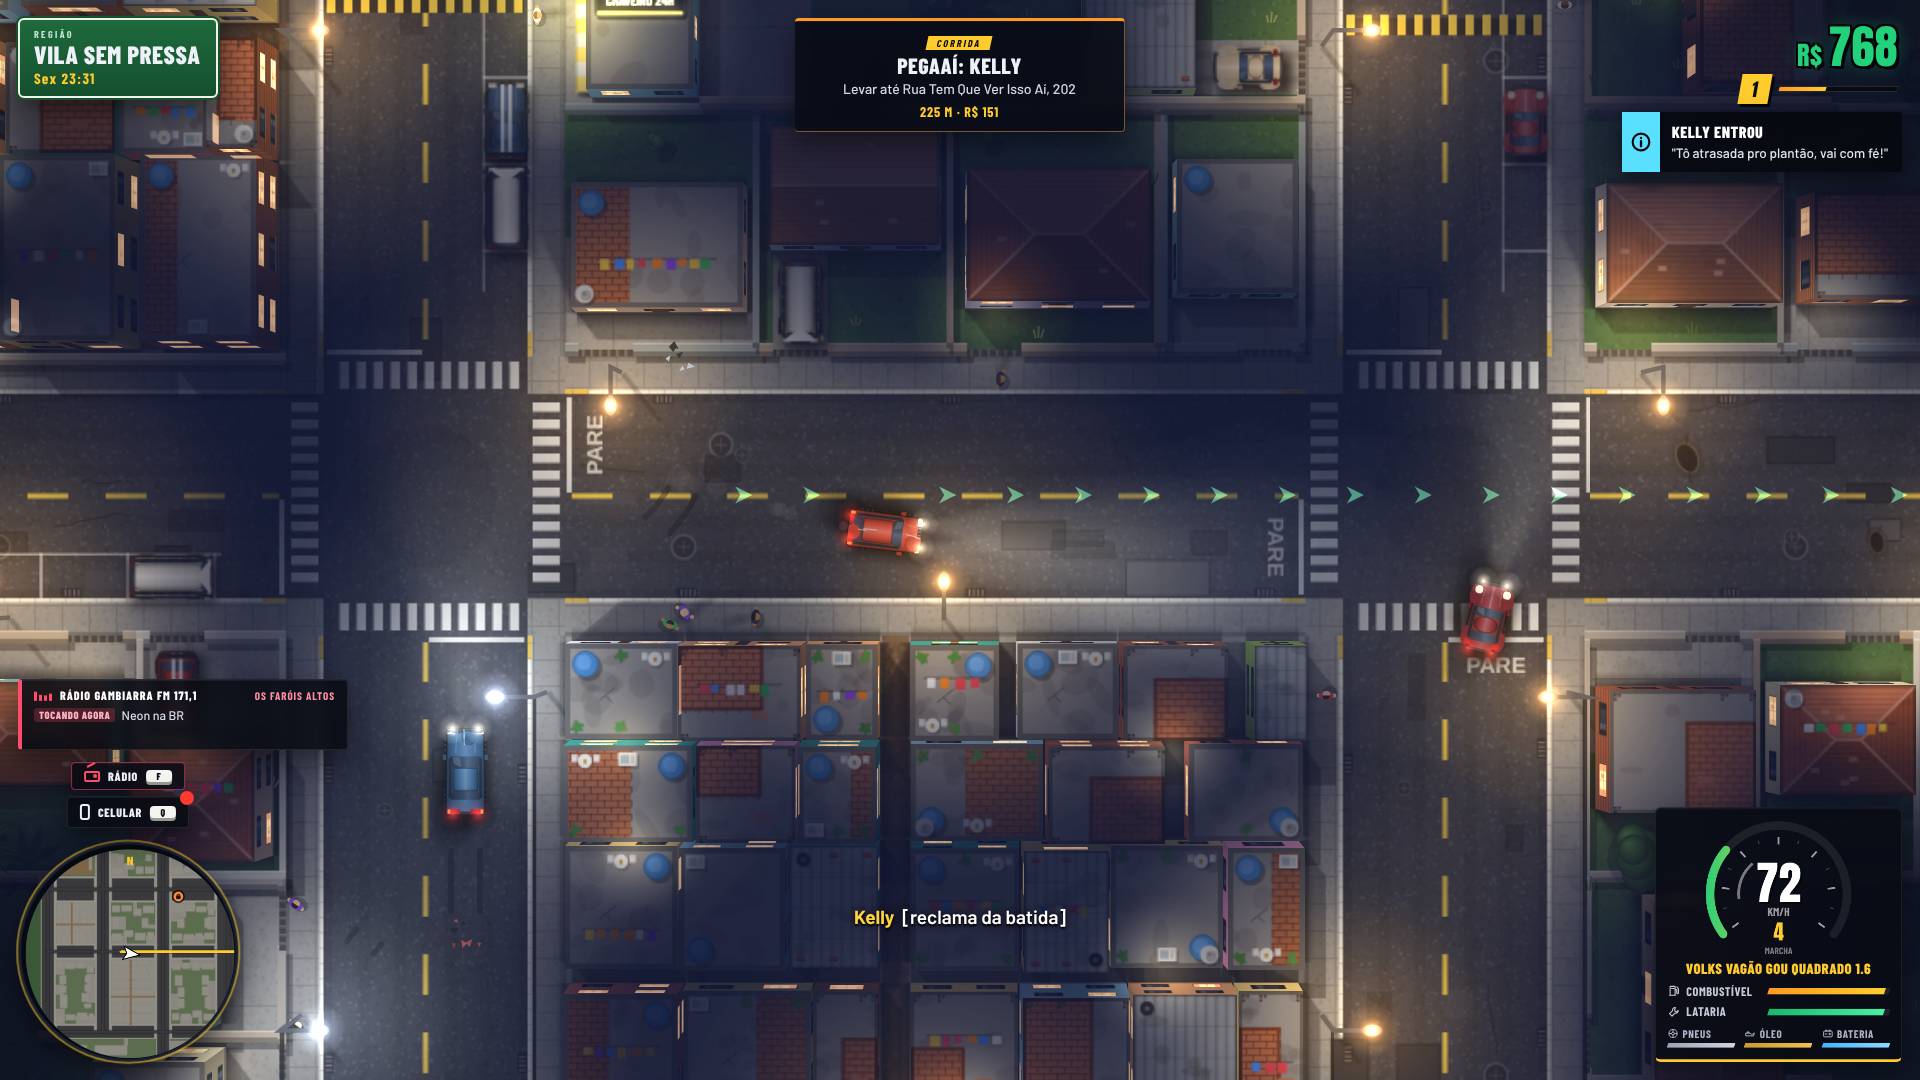 REGIÃO
VILA SEM PRESSA
Sex 23:31
CORRIDA
PEGAAÍ: KELLY
Levar até Rua Tem Que Ver Isso Aí, 202
225 M · R$ 151
R$ 768
1
KELLY ENTROU
"Tô atrasada pro plantão, vai com fé!"
PARE
PARE
PARE
RÁDIO GAMBIARRA FM 171,1
OS FARÓIS ALTOS
TOCANDO AGORA Neon na BR
RÁDIO F
CELULAR Q
N
Kelly [reclama da batida]
72
KM/H
4
MARCHA
VOLKS VAGÃO GOU QUADRADO 1.6
COMBUSTÍVEL
LATARIA
PNEUS
ÓLEO
BATERIA